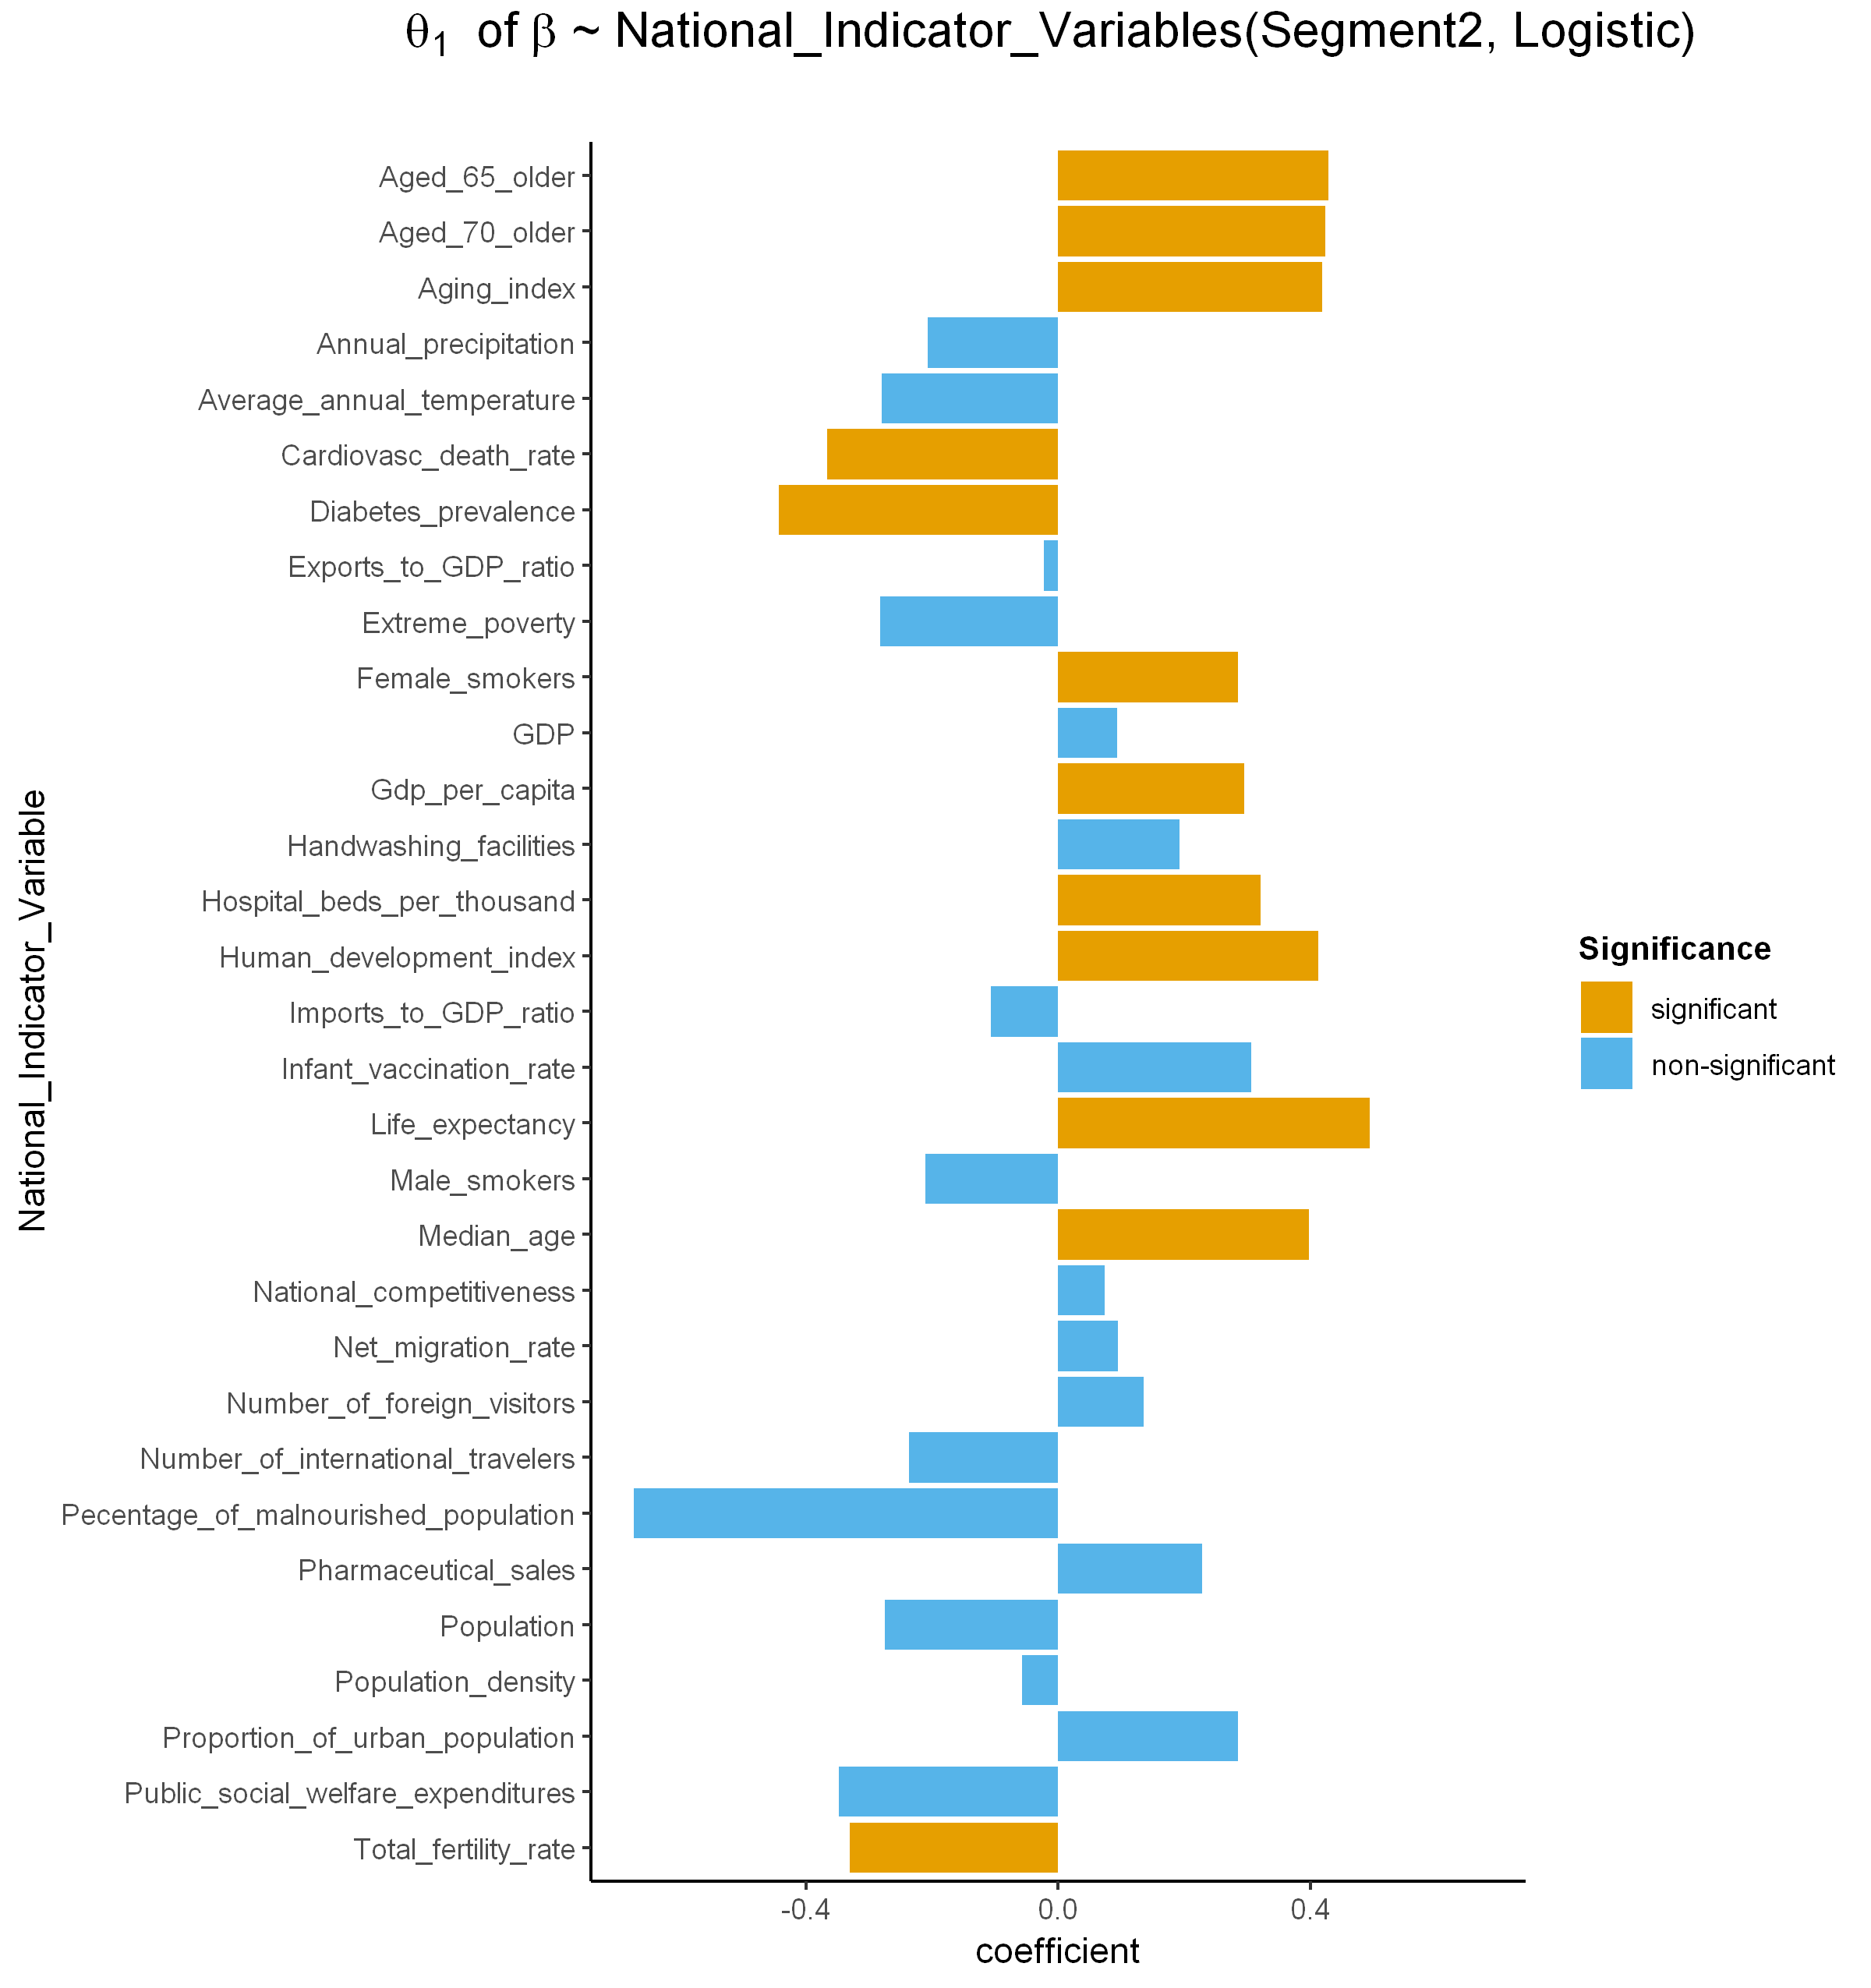 θ1 of β ~ National_Indicator_Variables(Segment2, Logistic)
National_Indicator_Variable
Aged_65_older
Aged_70_older
Aging_index
Annual_precipitation
Average_annual_temperature
Cardiovasc_death_rate
Diabetes_prevalence
Exports_to_GDP_ratio
Extreme_poverty
Female_smokers
GDP
Gdp_per_capita
Handwashing_facilities
Hospital_beds_per_thousand
Human_development_index
Imports_to_GDP_ratio
Infant_vaccination_rate
Life_expectancy
Male_smokers
Median_age
National_competitiveness
Net_migration_rate
Number_of_foreign_visitors
Number_of_international_travelers
Pecentage_of_malnourished_population
Pharmaceutical_sales
Population
Population_density
Proportion_of_urban_population
Public_social_welfare_expenditures
Total_fertility_rate
-0.4 0.0 0.4
coefficient
Significance
significant
non-significant